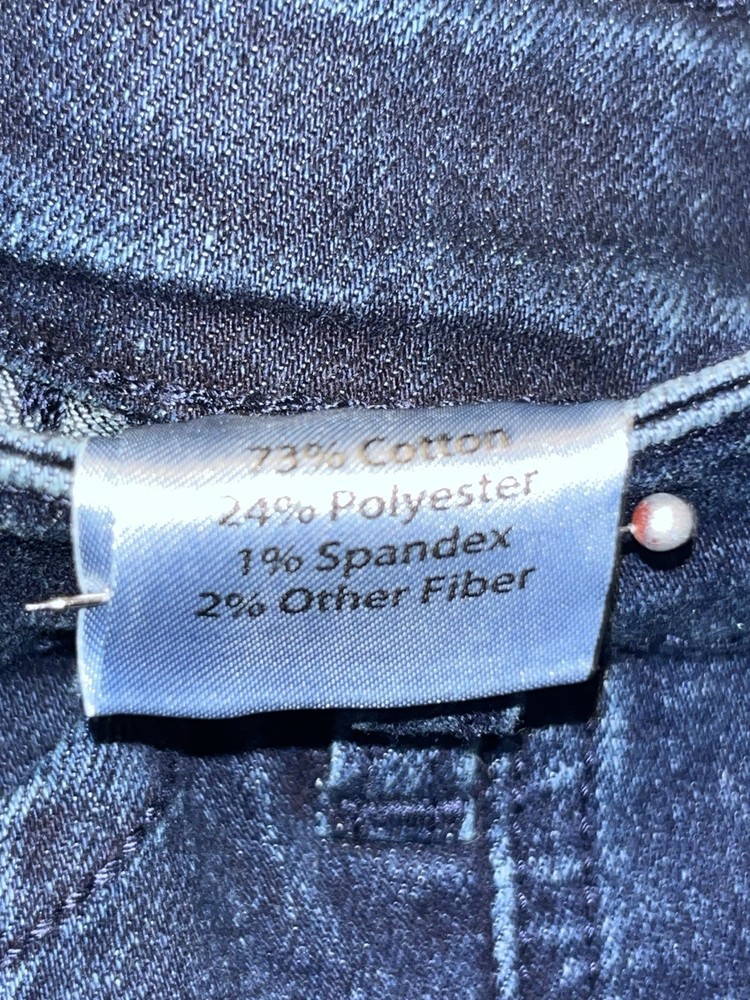 73% Cotton
24% Polyester
1% Spandex
2% Other Fiber